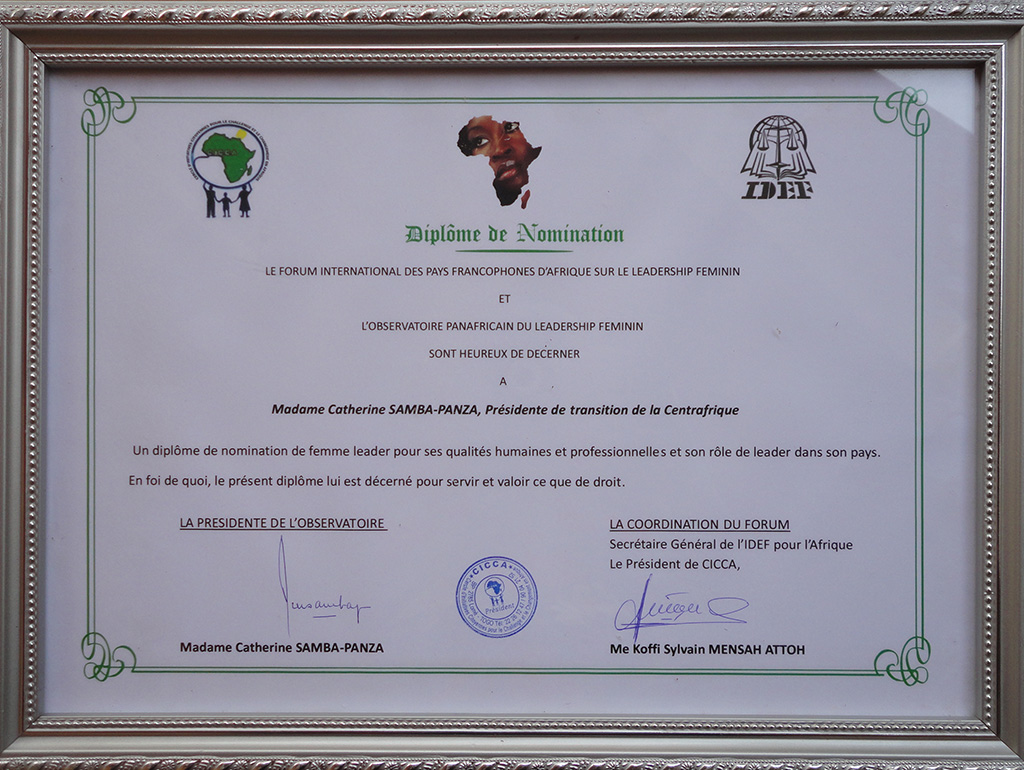 CICCA
IDEF
Diplôme de Nomination
LE FORUM INTERNATIONAL DES PAYS FRANCOPHONES D'AFRIQUE SUR LE LEADERSHIP FEMININ
ET
L'OBSERVATOIRE PANAFRICAIN DU LEADERSHIP FEMININ
SONT HEUREUX DE DECERNER
A
Madame Catherine SAMBA-PANZA, Présidente de transition de la Centrafrique
Un diplôme de nomination de femme leader pour ses qualités humaines et professionnelles et son rôle de leader dans son pays.
En foi de quoi, le présent diplôme lui est décerné pour servir et valoir ce que de droit.
LA PRESIDENTE DE L'OBSERVATOIRE
LA COORDINATION DU FORUM
Secrétaire Général de l'IDEF pour l'Afrique
Le Président de CICCA,
CICCA
Président
Madame Catherine SAMBA-PANZA
Me Koffi Sylvain MENSAH ATTOH